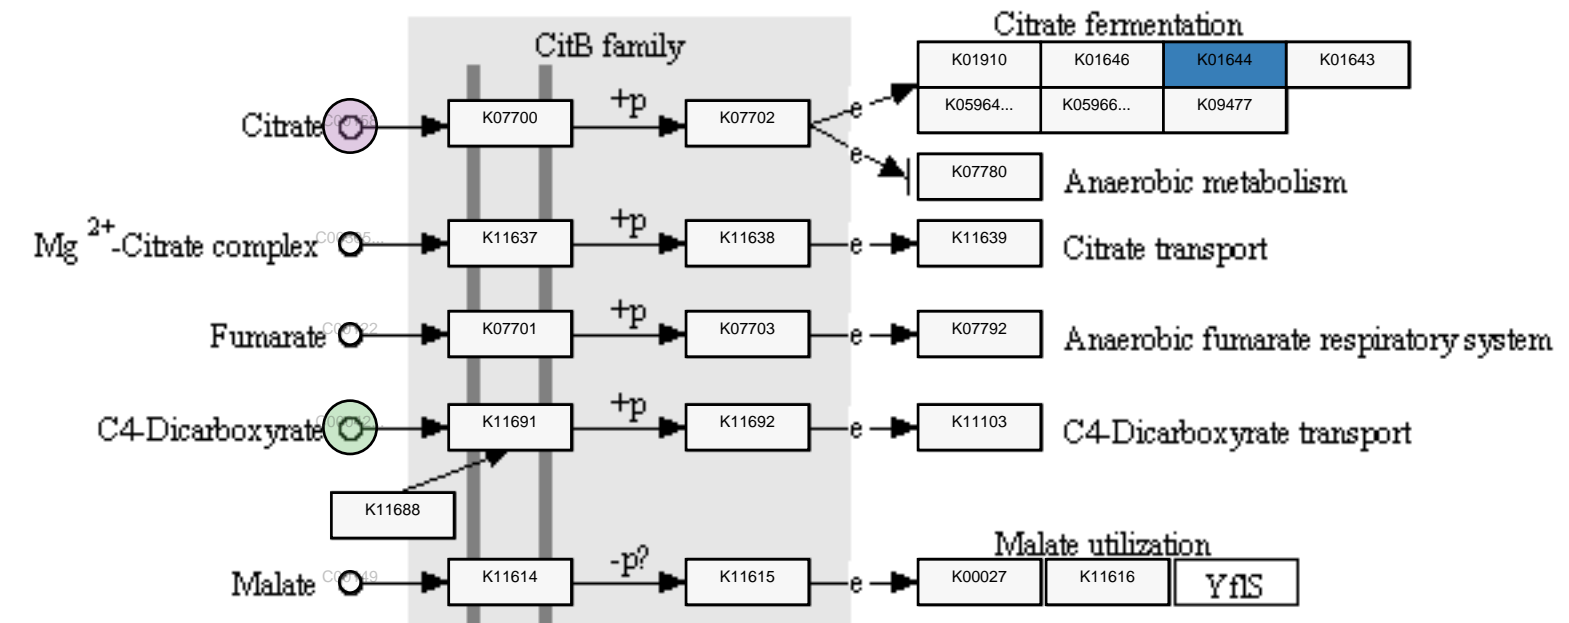 Citrate fermentation
CitB family
K01910 K01646 K01644 K01643
K05964... K05966... K09477
Citrate K07700 +p K07702 e
e K07780 Anaerobic metabolism
Mg 2+ -Citrate complex K11637 +p K11638 e K11639 Citrate transport
Fumarate K07701 +p K07703 e K07792 Anaerobic fumarate respiratory system
C4-Dicarboxyrate K11691 +p K11692 e K11103 C4-Dicarboxyrate transport
K11688
Malate utilization
Malate K11614 -p? K11615 e K00027 K11616 YflS